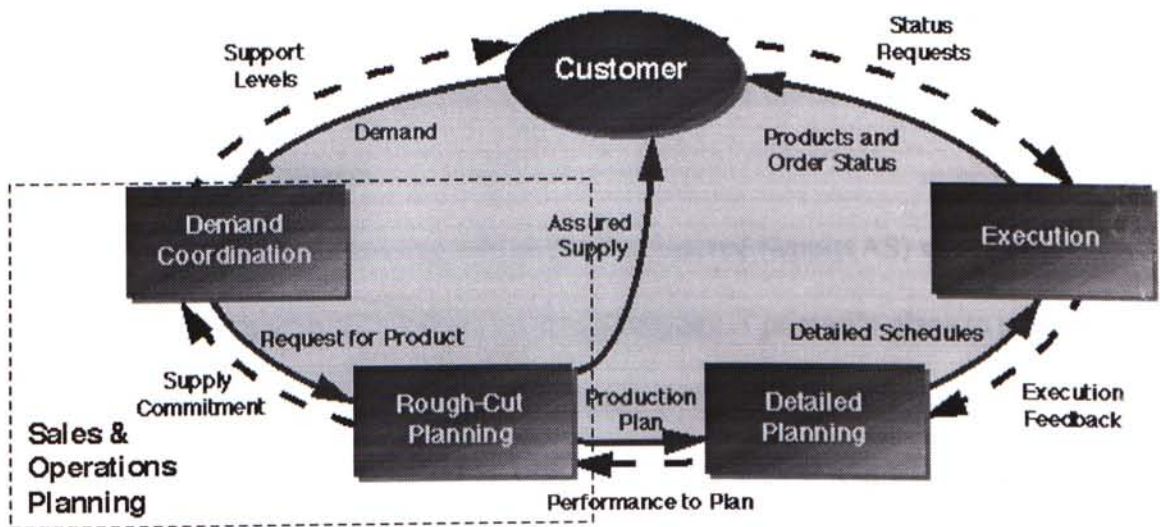 Support
Levels
Customer
Status
Requests
Demand
Products and
Order Status
Demand
Coordination
Assured
Supply
Execution
Request for Product
Detailed Schedules
Supply
Commitment
Rough-Cut
Planning
Production
Plan
Detailed
Planning
Execution
Feedback
Sales &
Operations
Planning
Performance to Plan